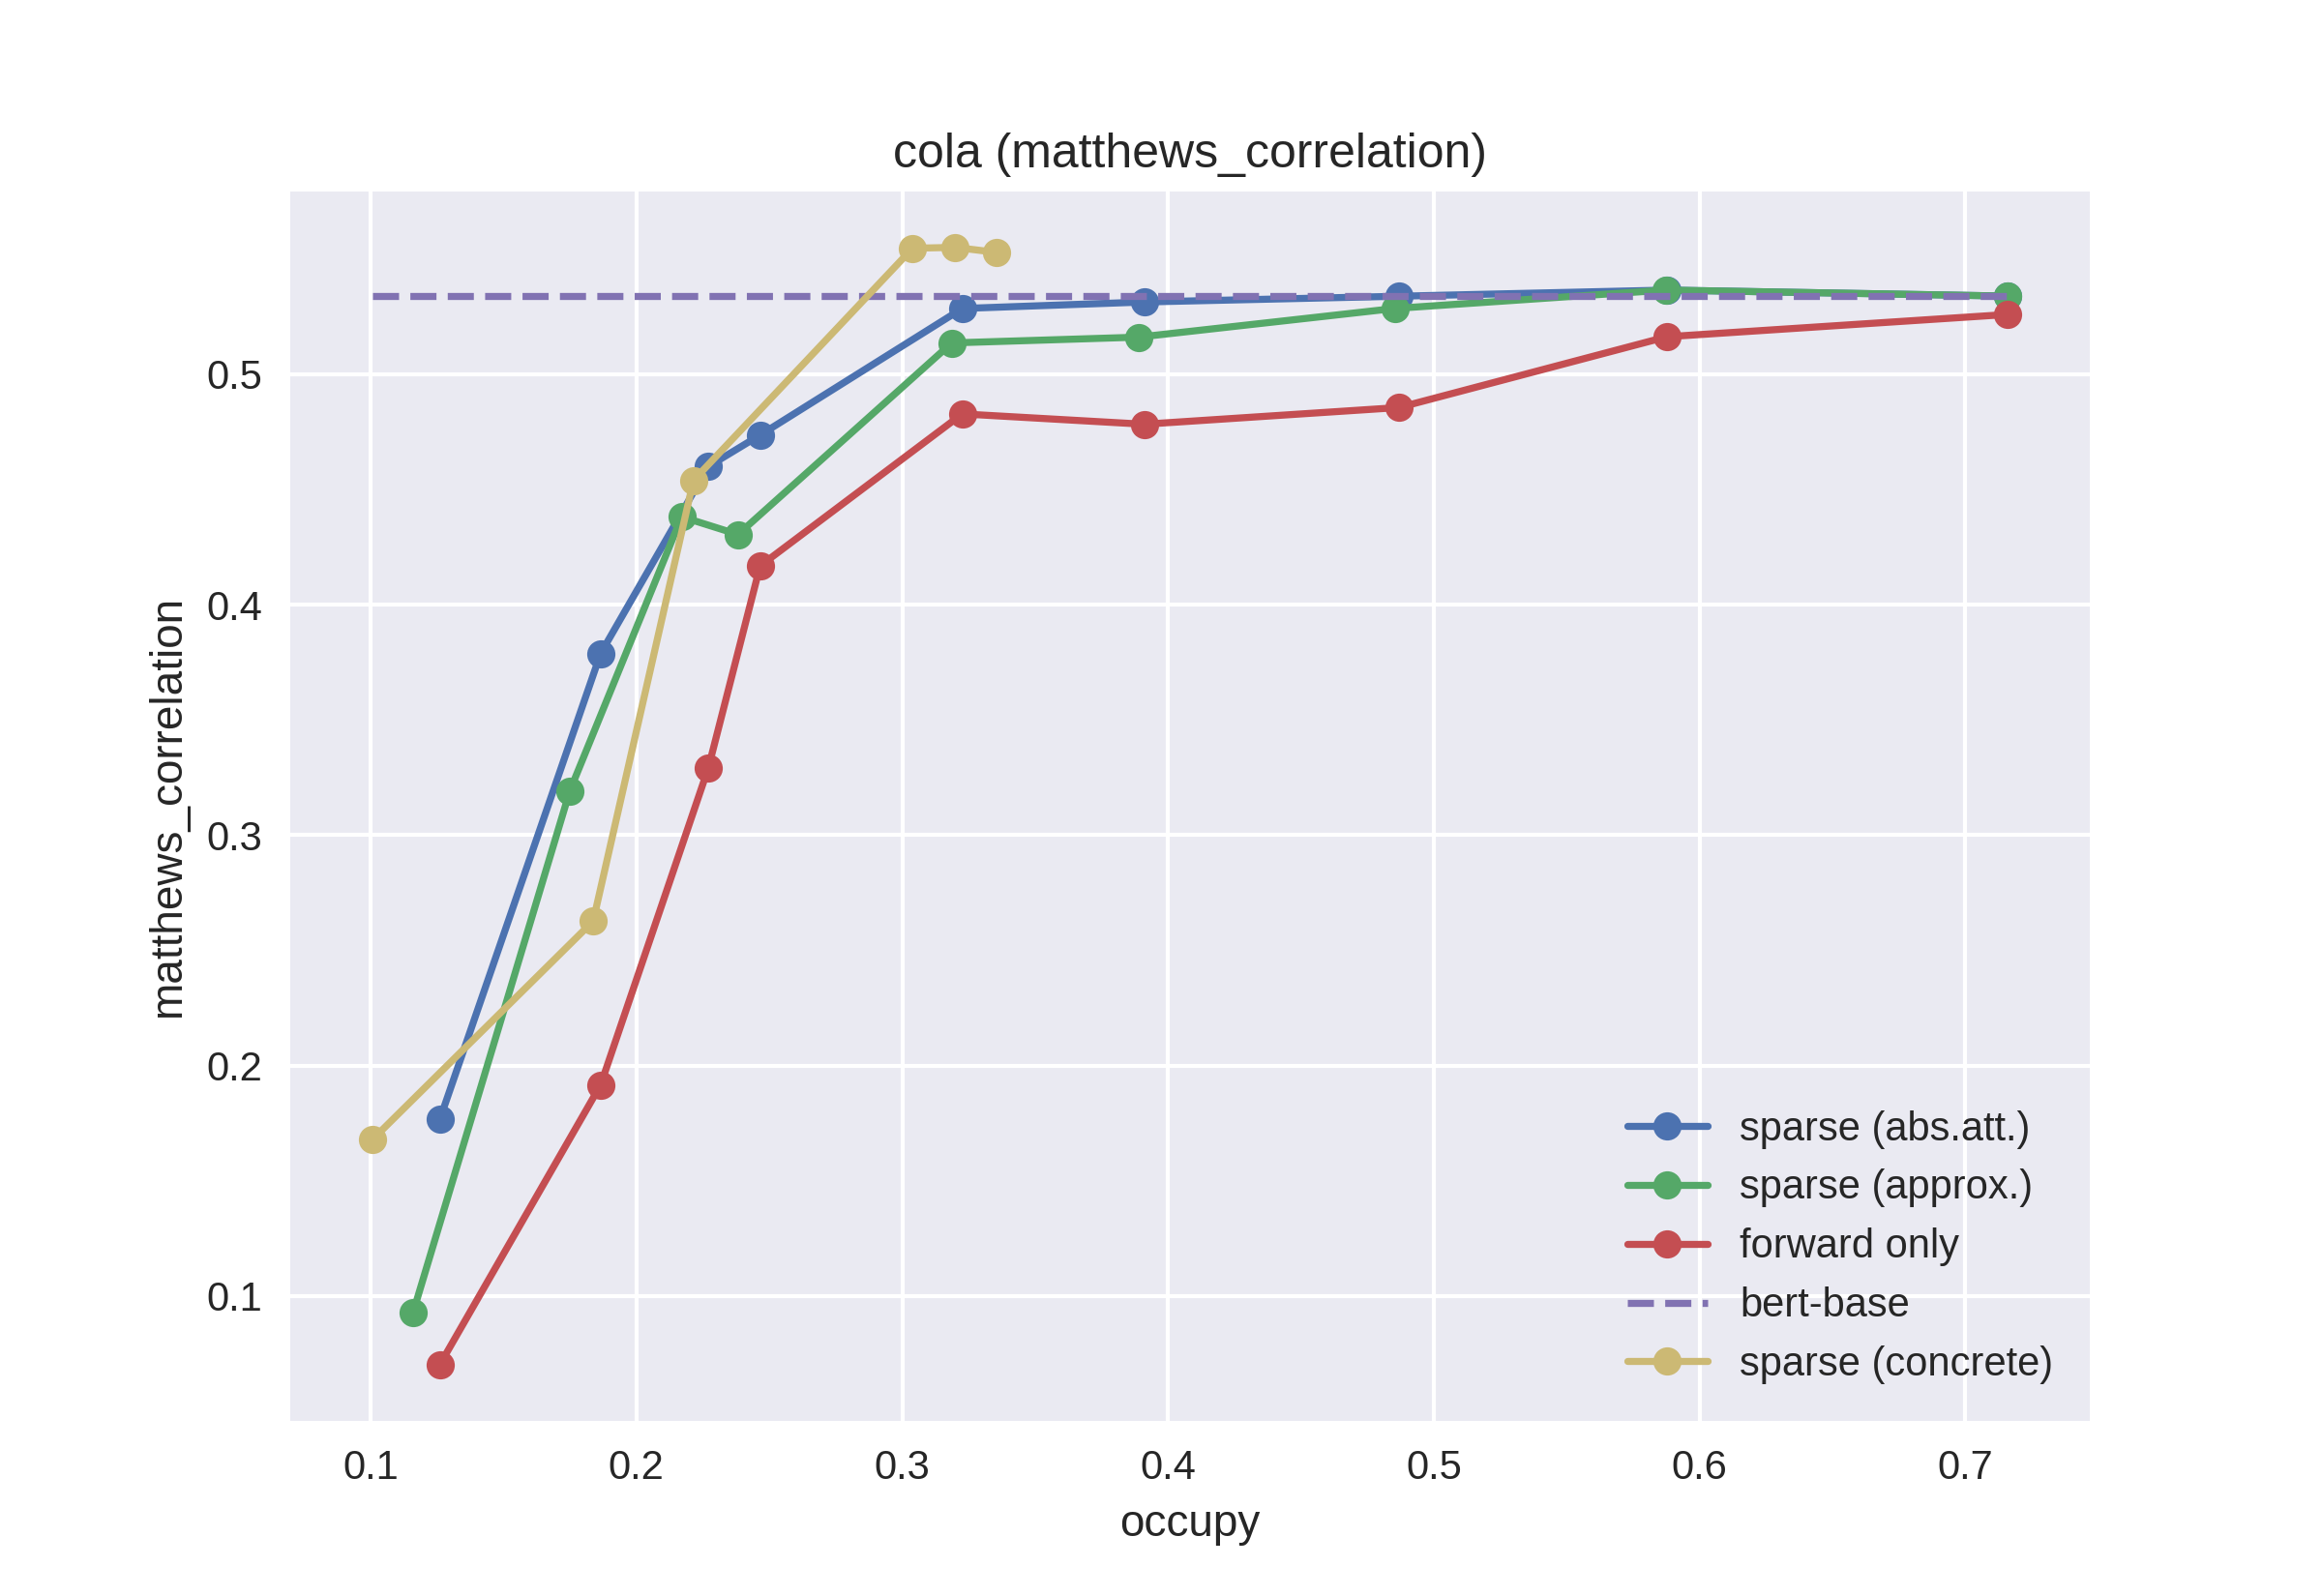 cola (matthews_correlation)
matthews_correlation
0.5
0.4
0.3
0.2
0.1
sparse (abs.att.)
sparse (approx.)
forward only
bert-base
sparse (concrete)
0.1 0.2 0.3 0.4 0.5 0.6 0.7
occupy